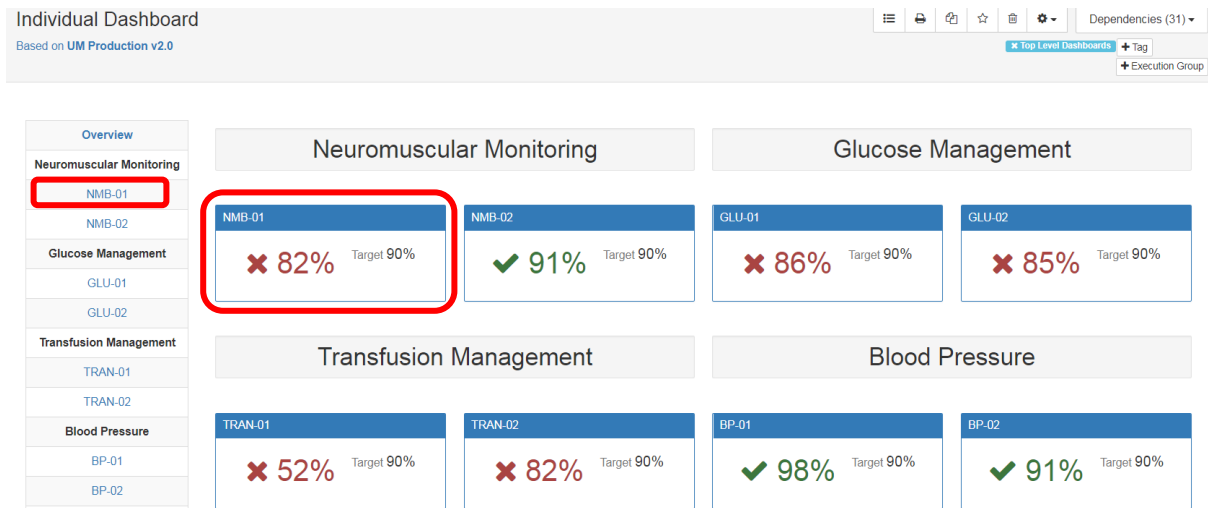 Individual Dashboard
Dependencies (31)
Based on UM Production v2.0
Top Level Dashboards
Tag
Execution Group
Overview
Neuromuscular Monitoring
NMB-01
NMB-02
Glucose Management
GLU-01
GLU-02
Transfusion Management
TRAN-01
TRAN-02
Blood Pressure
BP-01
BP-02
Neuromuscular Monitoring
Glucose Management
NMB-01
NMB-02
GLU-01
GLU-02
82% Target 90%
91% Target 90%
86% Target 90%
85% Target 90%
Transfusion Management
Blood Pressure
TRAN-01
TRAN-02
BP-01
BP-02
52% Target 90%
82% Target 90%
98% Target 90%
91% Target 90%